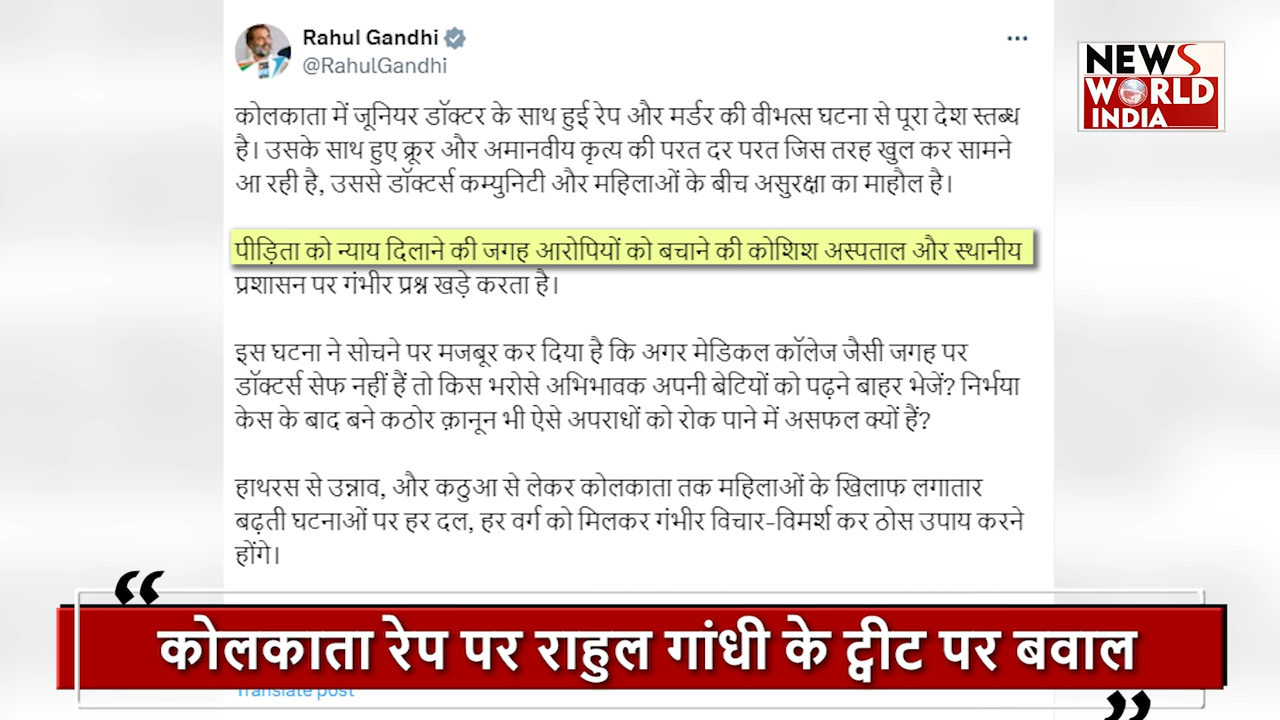 Rahul Gandhi
@RahulGandhi
NEWS
WORLD
INDIA
कोलकाता में जूनियर डॉक्टर के साथ हुई रेप और मर्डर की वीभत्स घटना से पूरा देश स्तब्ध
है। उसके साथ हुए क्रूर और अमानवीय कृत्य की परत दर परत जिस तरह खुल कर सामने
आ रही है, उससे डॉक्टर्स कम्युनिटी और महिलाओं के बीच असुरक्षा का माहौल है।
पीड़िता को न्याय दिलाने की जगह आरोपियों को बचाने की कोशिश अस्पताल और स्थानीय
प्रशासन पर गंभीर प्रश्न खड़े करता है।
इस घटना ने सोचने पर मजबूर कर दिया है कि अगर मेडिकल कॉलेज जैसी जगह पर
डॉक्टर्स सेफ नहीं हैं तो किस भरोसे अभिभावक अपनी बेटियों को पढ़ने बाहर भेजें? निर्भया
केस के बाद बने कठोर क़ानून भी ऐसे अपराधों को रोक पाने में असफल क्यों हैं?
हाथरस से उन्नाव, और कठुआ से लेकर कोलकाता तक महिलाओं के खिलाफ लगातार
बढ़ती घटनाओं पर हर दल, हर वर्ग को मिलकर गंभीर विचार-विमर्श कर ठोस उपाय करने
होंगे।
“कोलकाता रेप पर राहुल गांधी के ट्वीट पर बवाल”
Translate post